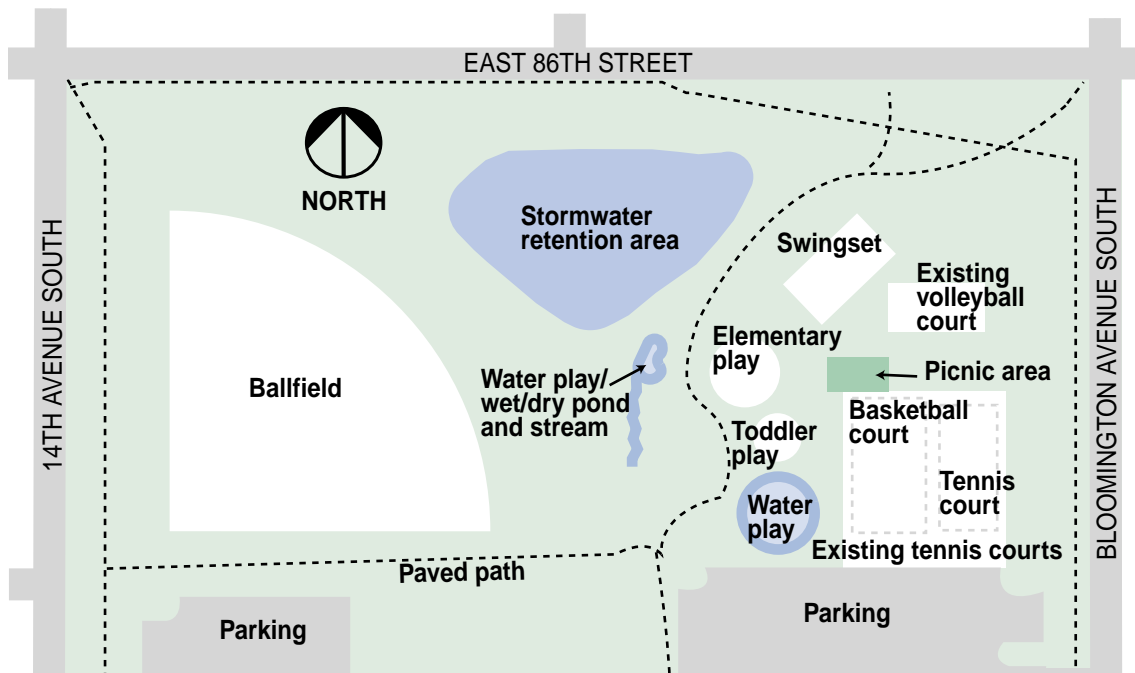 EAST 86TH STREET
NORTH
14TH AVENUE SOUTH
BLOOMINGTON AVENUE SOUTH
Stormwater
retention area
Swingset
Existing
volleyball
court
Elementary
play
Ballfield
Water play/
wet/dry pond
and stream
Picnic area
Basketball
court
Toddler
play
Tennis
court
Water
play
Existing tennis courts
Paved path
Parking
Parking